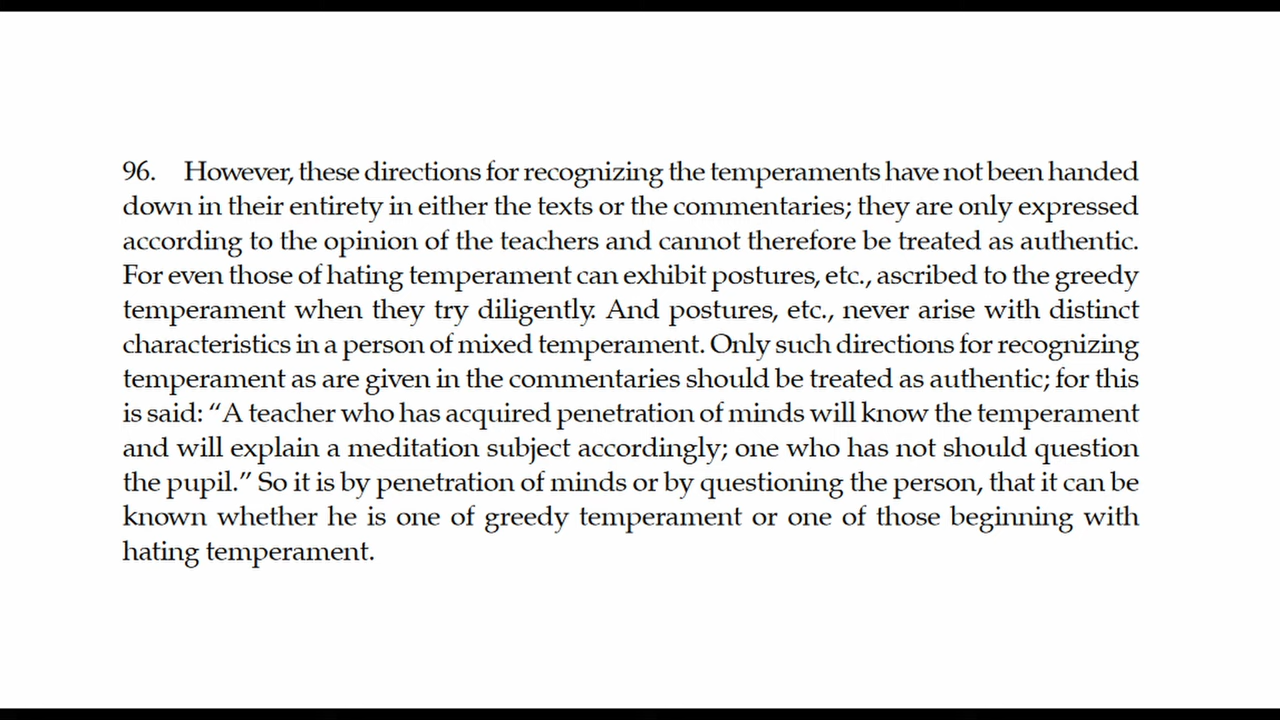 96. However, these directions for recognizing the temperaments have not been handed
down in their entirety in either the texts or the commentaries; they are only expressed
according to the opinion of the teachers and cannot therefore be treated as authentic.
For even those of hating temperament can exhibit postures, etc., ascribed to the greedy
temperament when they try diligently. And postures, etc., never arise with distinct
characteristics in a person of mixed temperament. Only such directions for recognizing
temperament as are given in the commentaries should be treated as authentic; for this
is said: “A teacher who has acquired penetration of minds will know the temperament
and will explain a meditation subject accordingly; one who has not should question
the pupil.” So it is by penetration of minds or by questioning the person, that it can be
known whether he is one of greedy temperament or one of those beginning with
hating temperament.